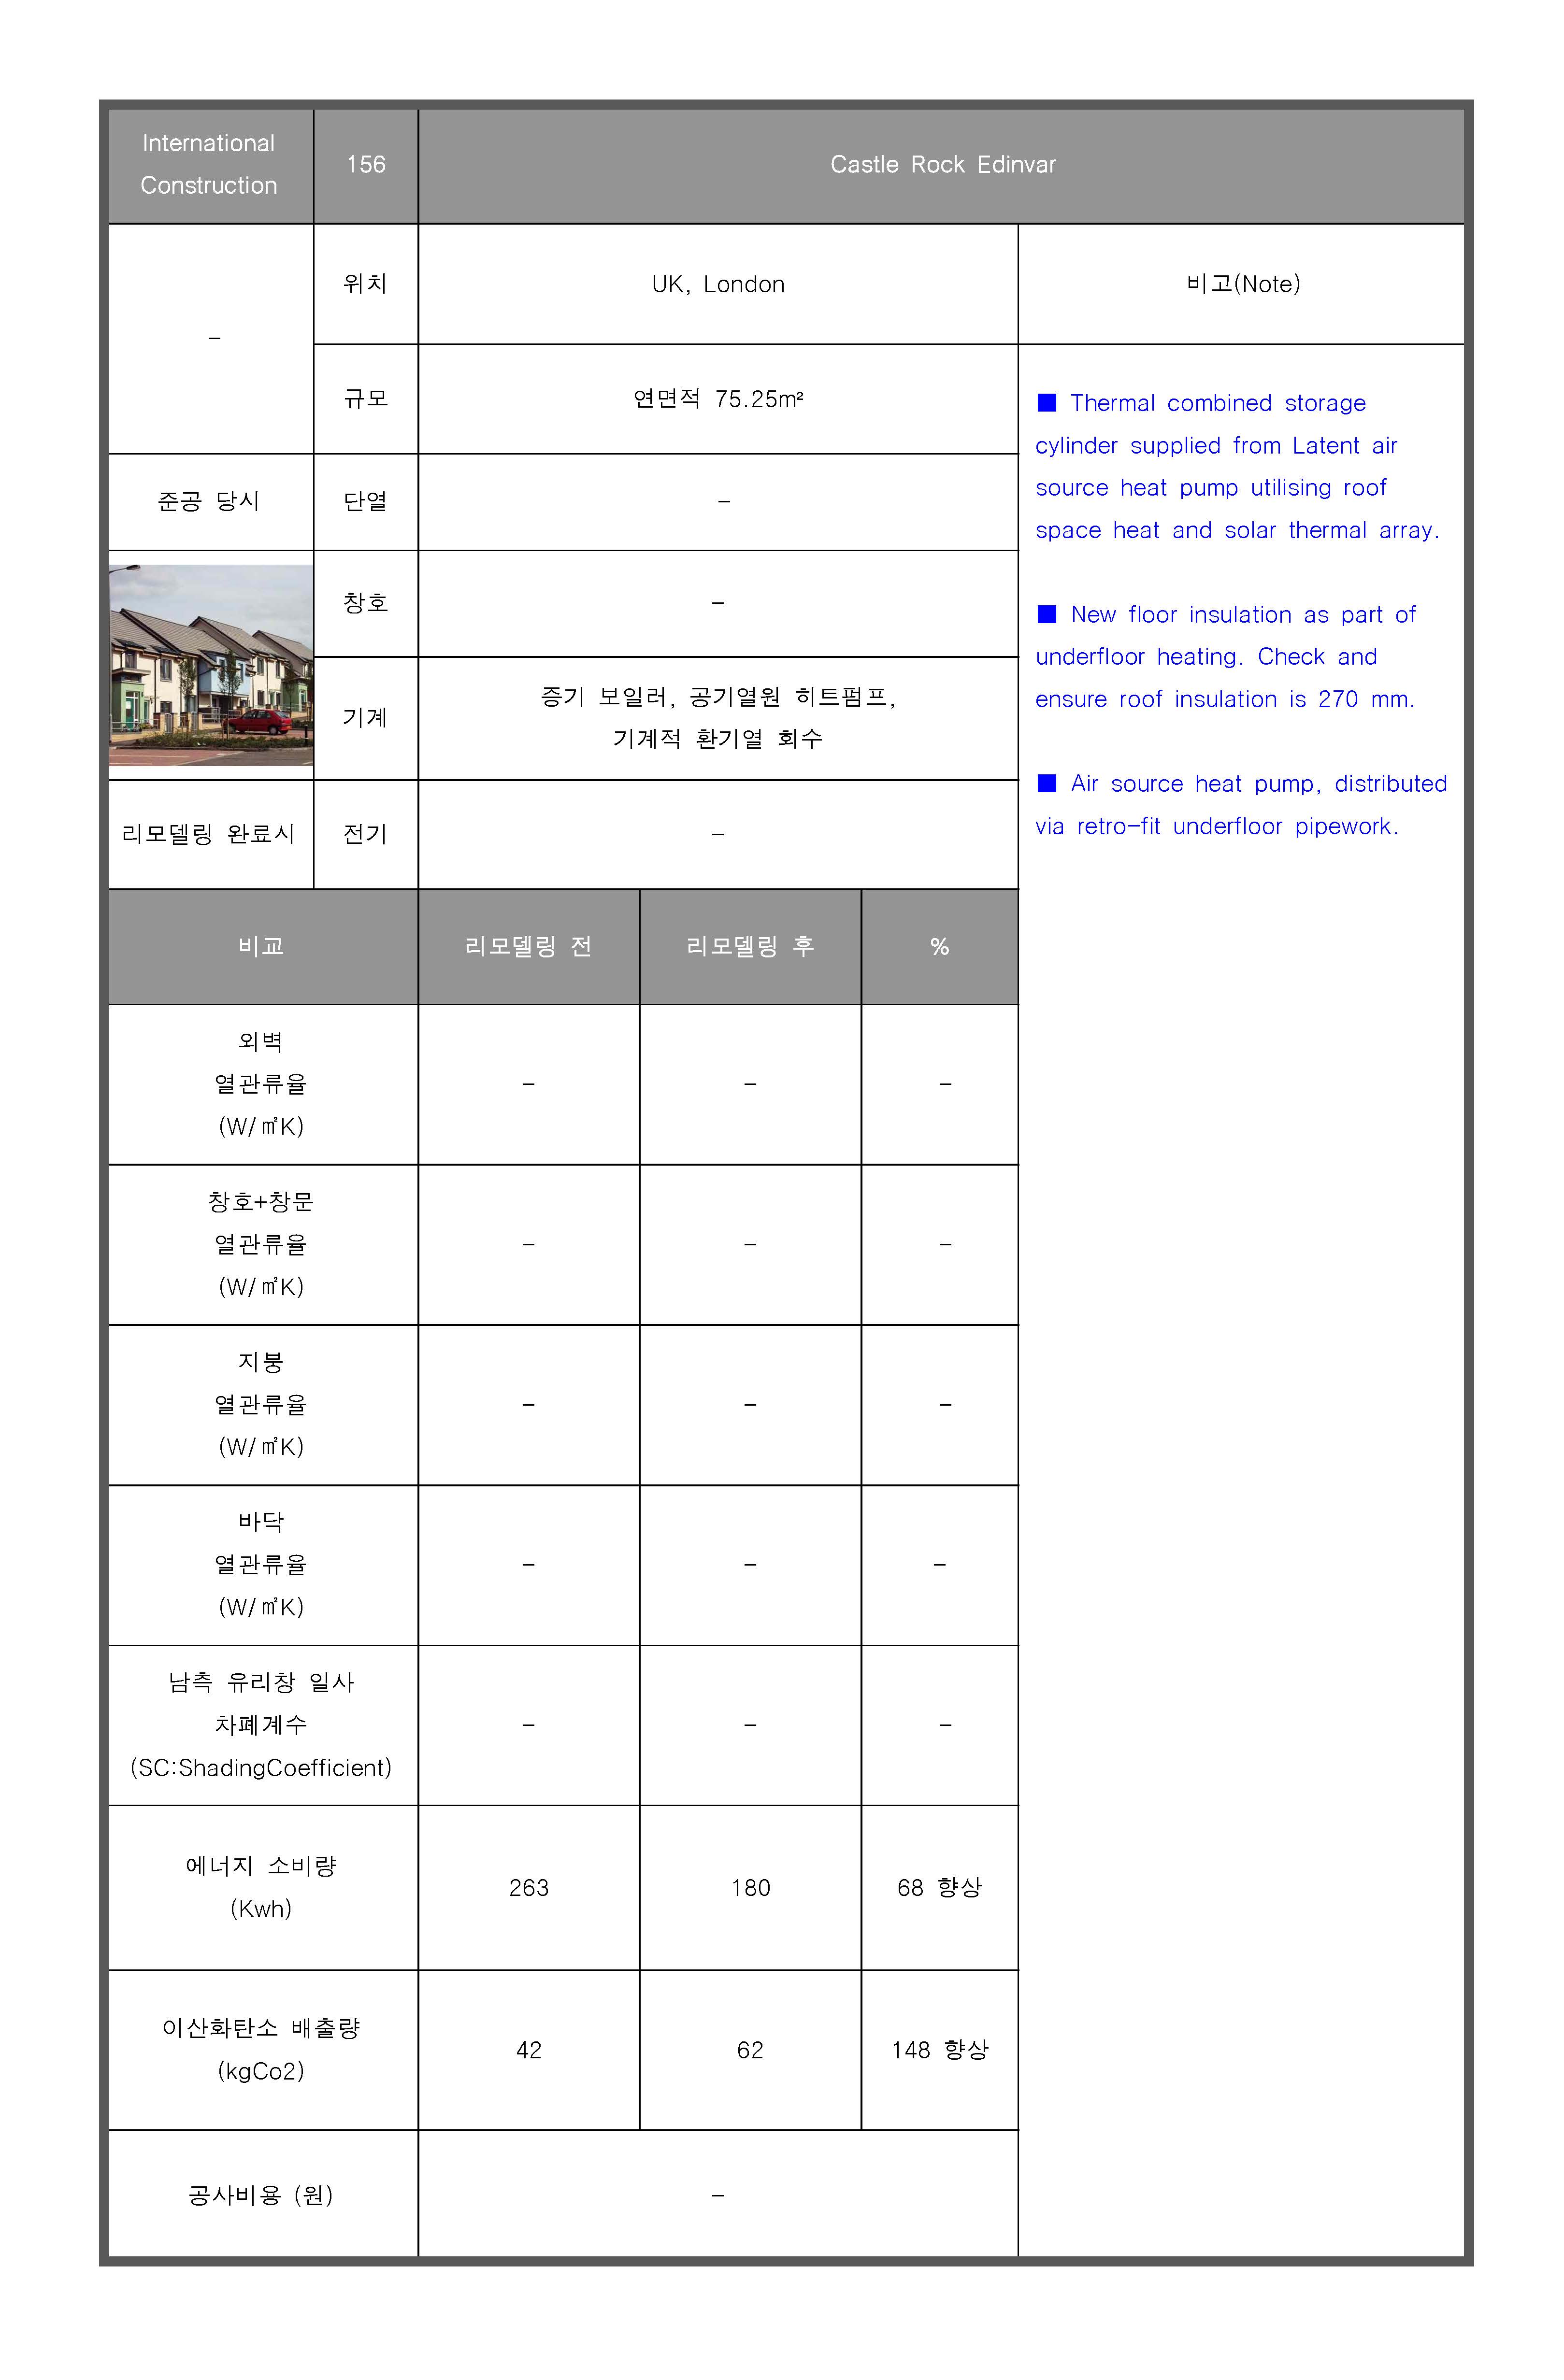 International
Construction
156
Castle Rock Edinvar
-
위치
UK, London
비고(Note)
규모
연면적 75.25m²
■ Thermal combined storage
cylinder supplied from Latent air
source heat pump utilising roof
space heat and solar thermal array.
■ New floor insulation as part of
underfloor heating. Check and
ensure roof insulation is 270 mm.
■ Air source heat pump, distributed
via retro-fit underfloor pipework.
준공 당시
단열
-
창호
-
기계
증기 보일러, 공기열원 히트펌프,
기계적 환기열 회수
리모델링 완료시
전기
-
비교
리모델링 전
리모델링 후
%
외벽
열관류율
(W/㎡K)
-
-
-
창호+창문
열관류율
(W/㎡K)
-
-
-
지붕
열관류율
(W/㎡K)
-
-
-
바닥
열관류율
(W/㎡K)
-
-
-
남측 유리창 일사
차폐계수
(SC:ShadingCoefficient)
-
-
-
에너지 소비량
(Kwh)
263
180
68 향상
이산화탄소 배출량
(kgCo2)
42
62
148 향상
공사비용 (원)
-